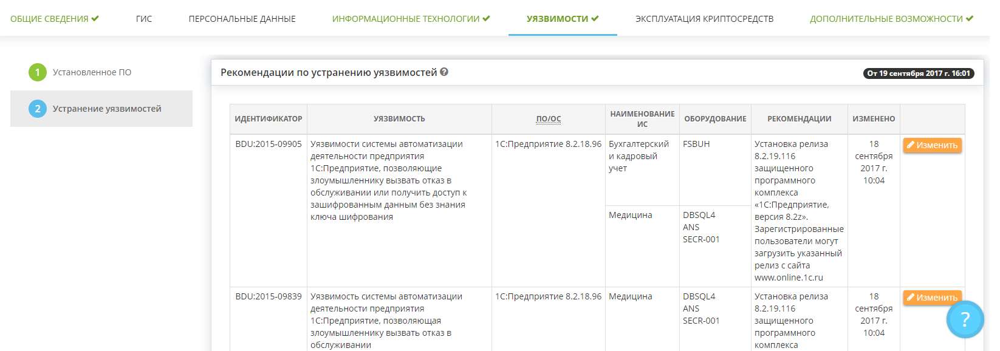 ОБЩИЕ СВЕДЕНИЯ ГИС ПЕРСОНАЛЬНЫЕ ДАННЫЕ ИНФОРМАЦИОННЫЕ ТЕХНОЛОГИИ УЯЗВИМОСТИ ЭКСПЛУАТАЦИЯ КРИПТОСРЕДСТВ ДОПОЛНИТЕЛЬНЫЕ ВОЗМОЖНОСТИ
1 Установленное ПО
2 Устранение уязвимостей
Рекомендации по устранению уязвимостей ?
От 19 сентября 2017 г. 16:01
ИДЕНТИФИКАТОР УЯЗВИМОСТЬ ПО/ОС НАИМЕНОВАНИЕ
ИС ОБОРУДОВАНИЕ РЕКОМЕНДАЦИИ ИЗМЕНЕНО
BDU:2015-09905
Уязвимости системы автоматизации
деятельности предприятия
1С:Предприятие, позволяющие
злоумышленнику вызвать отказ в
обслуживании или получить доступ к
зашифрованным данным без знания
ключа шифрования
1С:Предприятие 8.2.18.96
Бухгалтерский
и кадровый
учет
FSBUH
Медицина
DBSQL4
ANS
SECR-001
Установка релиза
8.2.19.116
защищенного
программного
комплекса
«1С:Предприятие,
версия 8.2z».
Зарегистрированные
пользователи могут
загрузить указанный
релиз с сайта
www.online.1c.ru
18
сентября
2017 г.
10:04
Изменить
BDU:2015-09839
Уязвимость системы автоматизации
деятельности предприятия
1С:Предприятие, позволяющая
злоумышленнику вызвать отказ в
обслуживании
1С:Предприятие 8.2.18.96
Медицина
DBSQL4
ANS
SECR-001
Установка релиза
8.2.19.116
защищенного
программного
комплекса
18
сентября
2017 г.
10:04
Изменить
?